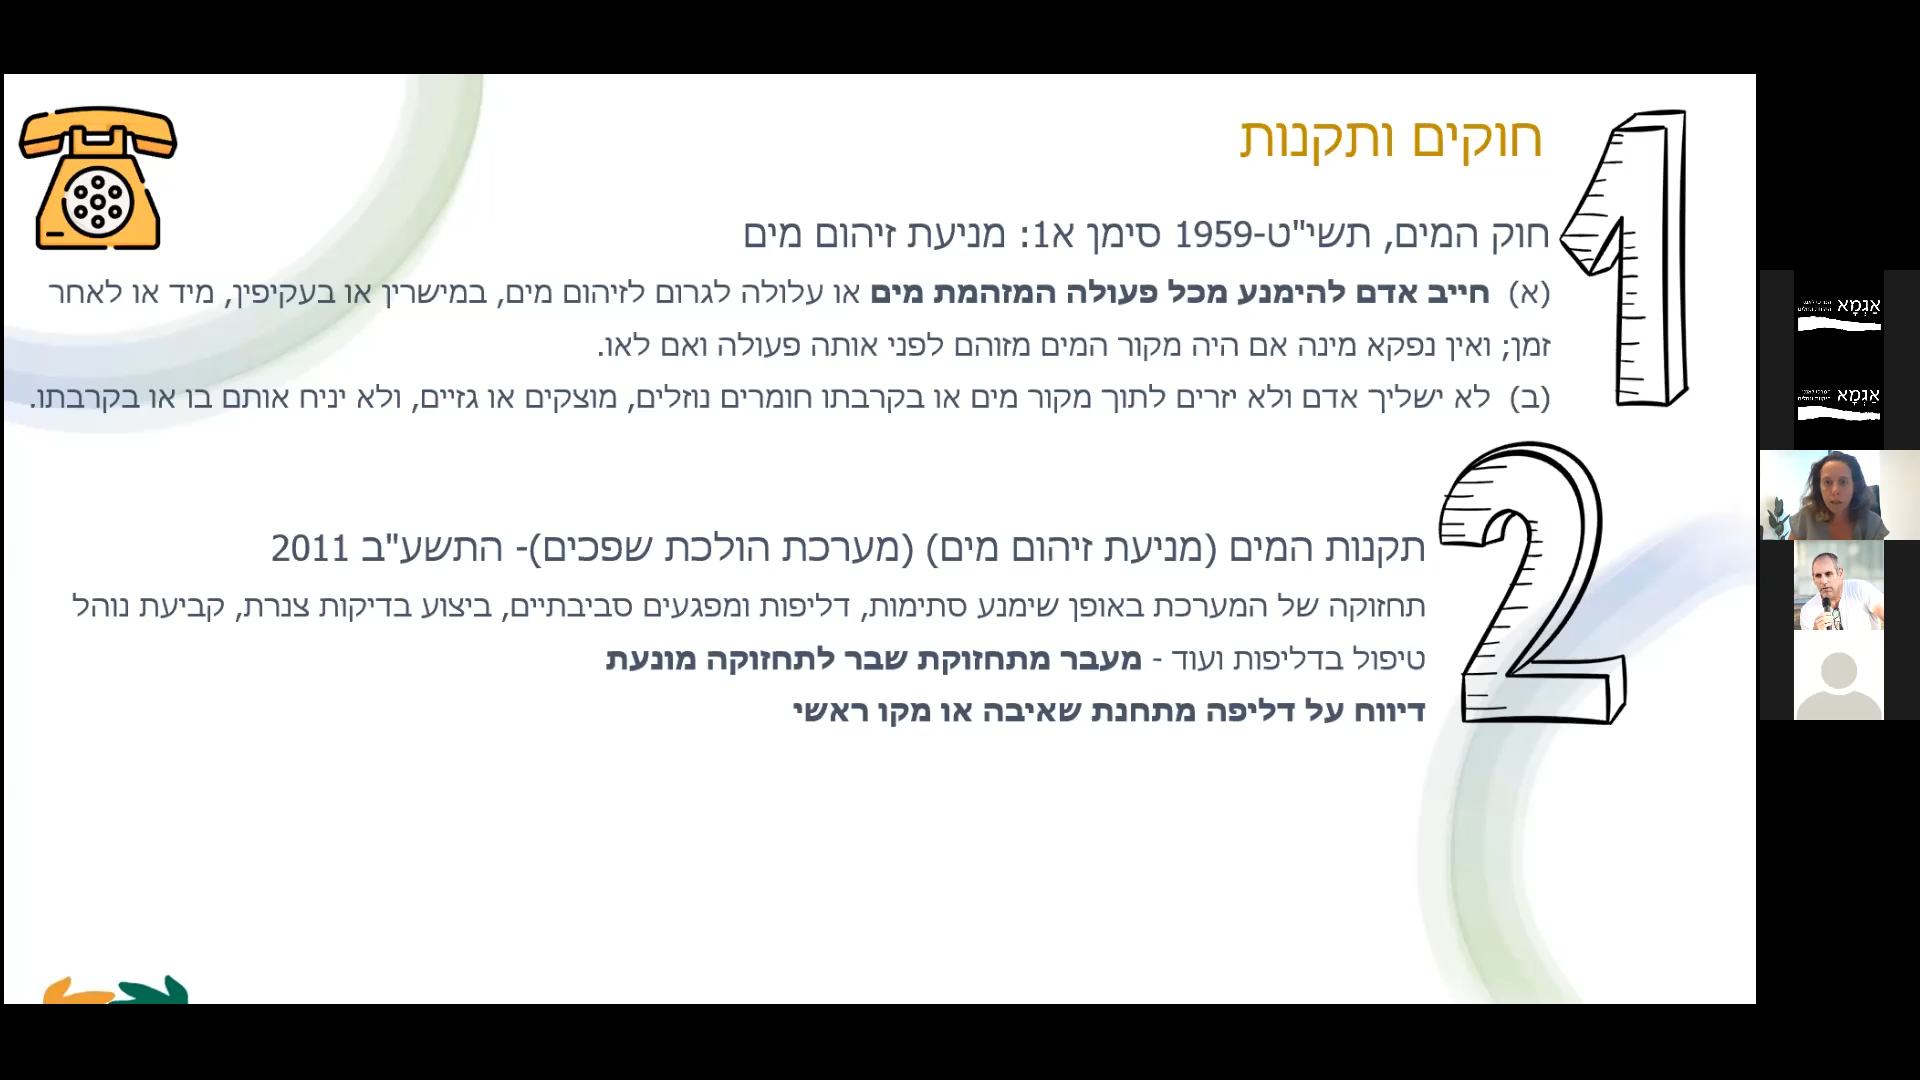 חוקים ותקנות
חוק המים, תשי"ט-1959 סימן א1: מניעת זיהום מים
(א) חייב אדם להימנע מכל פעולה המזהמת מים או עלולה לגרום לזיהום מים, במישרין או בעקיפין, מיד או לאחר
זמן; ואין נפקא מינה אם היה מקור המים מזוהם לפני אותה פעולה ואם לאו.
(ב) לא ישליך אדם ולא יזרים לתוך מקור מים או בקרבתו חומרים נוזלים, מוצקים או גזיים, ולא יניח אותם בו או בקרבתו.
תקנות המים (מניעת זיהום מים) (מערכת הולכת שפכים)- התשע"ב 2011
תחזוקה של המערכת באופן שימנע סתימות, דליפות ומפגעים סביבתיים, ביצוע בדיקות צנרת, קביעת נוהל
טיפול בדליפות ועוד - מעבר מתחזוקת שבר לתחזוקה מונעת
דיווח על דליפה מתחנת שאיבה או מקו ראשי
1
2
אַגְמָא
אַגְמָא